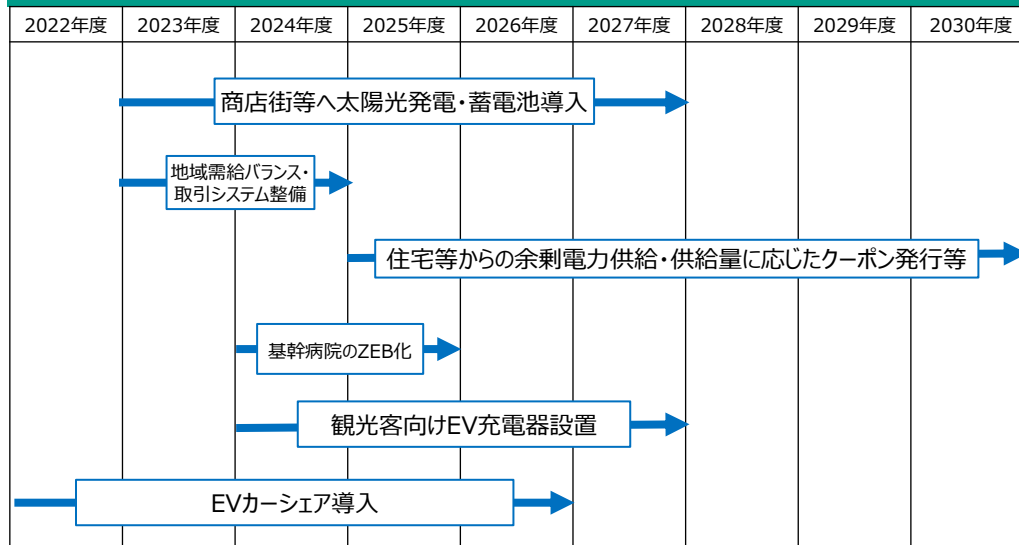 2022年度 2023年度 2024年度 2025年度 2026年度 2027年度 2028年度 2029年度 2030年度
商店街等へ太陽光発電・蓄電池導入
地域需給バランス・
取引システム整備
住宅等からの余剰電力供給・供給量に応じたクーポン発行等
基幹病院のZEB化
観光客向けEV充電器設置
EVカーシェア導入